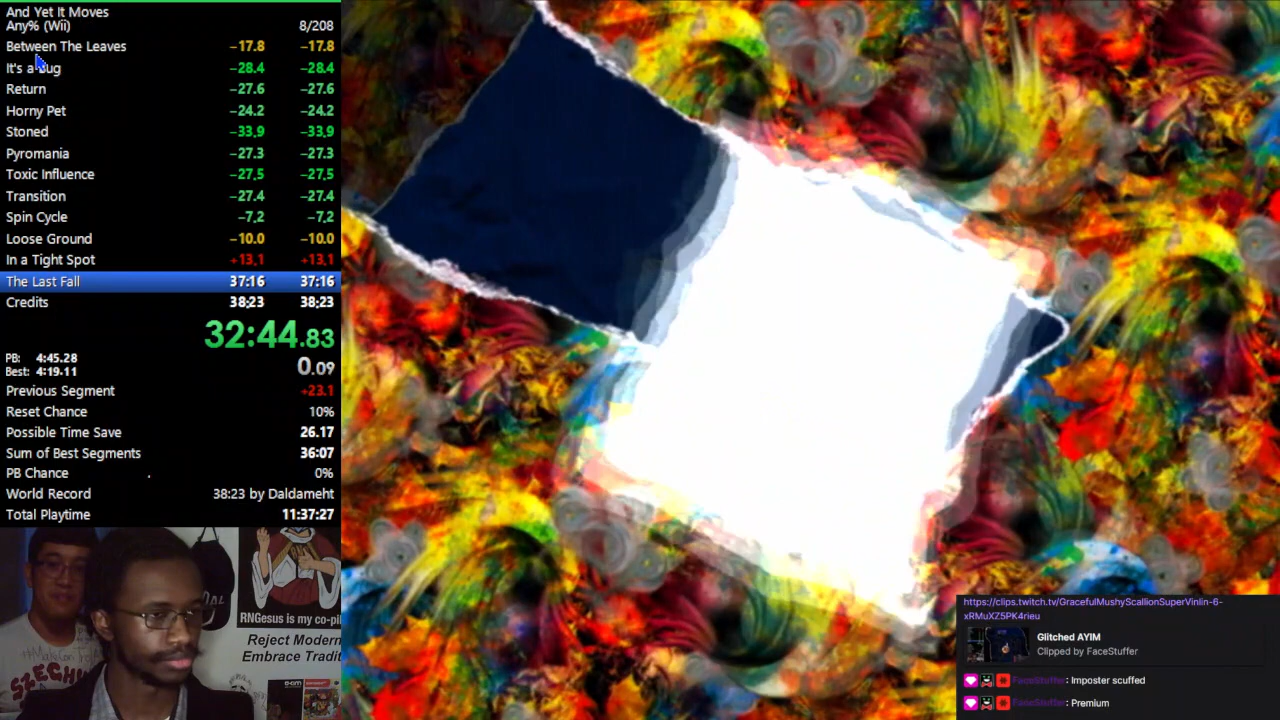 And Yet It Moves
Any% (Wii) 8/208
Between The Leaves -17.8 -17.8
It's a Bug -28.4 -28.4
Return -27.6 -27.6
Horny Pet -24.2 -24.2
Stoned -33.9 -33.9
Pyromania -27.3 -27.3
Toxic Influence -27.5 -27.5
Transition -27.4 -27.4
Spin Cycle -7.2 -7.2
Loose Ground -10.0 -10.0
In a Tight Spot +13.1 +13.1
The Last Fall 37:16 37:16
Credits 38:23 38:23
32:44.83
PB: 4:45.28
Best: 4:19.11
0.09
Previous Segment +23.1
Reset Chance 10%
Possible Time Save 26.17
Sum of Best Segments 36:07
PB Chance 0%
World Record 38:23 by Daldameht
Total Playtime 11:37:27
RNGesus is my co-pil
Reject Modern
Embrace Tradit
https://clips.twitch.tv/GracefulMushyScallionSuperVinlin-6-
xRMuXZ5PK4rieu
Glitched AYIM
Clipped by FaceStuffer
FaceStuffer: Imposter scuffed
FaceStuffer: Premium